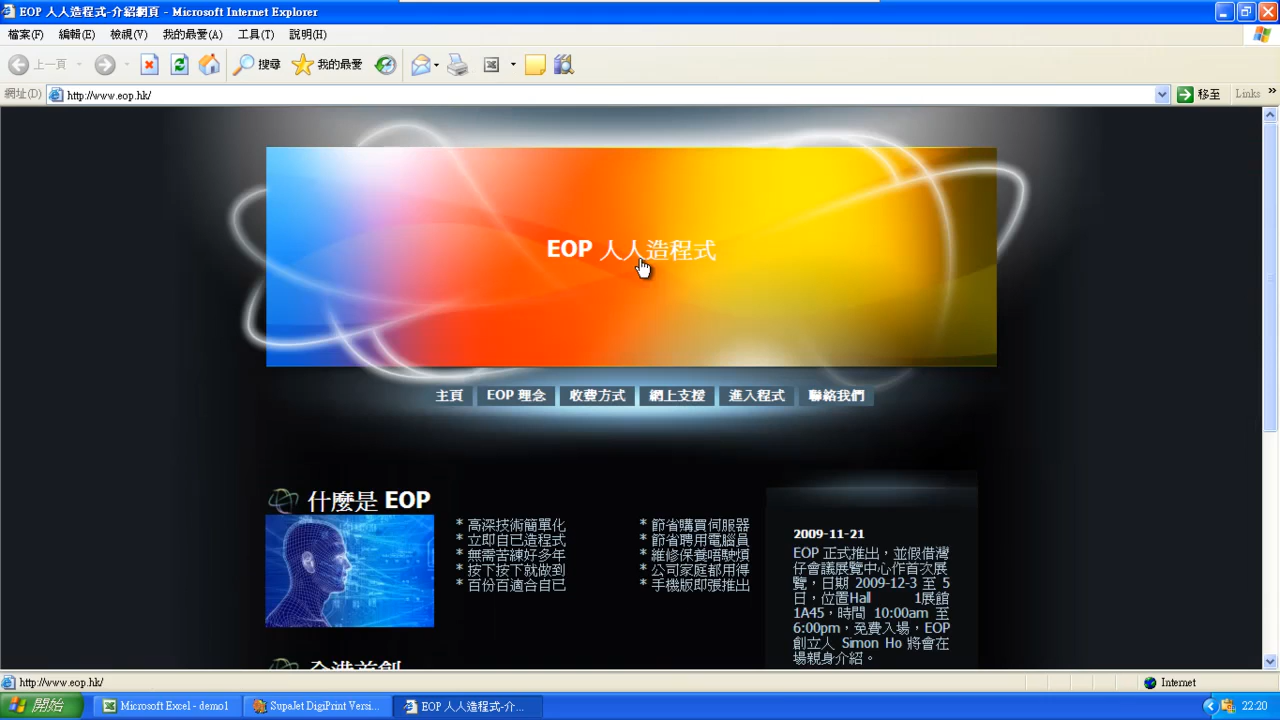 EOP 人人造程式-介紹網頁 - Microsoft Internet Explorer
檔案(F) 編輯(E) 檢視(V) 我的最愛(A) 工具(T) 說明(H)
上一頁 搜尋 我的最愛
網址(D) http://www.eop.hk/ 移至 Links »
EOP 人人造程式
主頁 EOP 理念 收費方式 網上支援 進入程式 聯絡我們
什麼是 EOP
* 高深技術簡單化
* 立即自已造程式
* 無需苦練好多年
* 按下按下就做到
* 百份百適合自已
* 節省購買伺服器
* 節省聘用電腦員
* 維修保養唔駛煩
* 公司家庭都用得
* 手機版即張推出
2009-11-21
EOP 正式推出，並假借灣
仔會議展覽中心作首次展
覽，日期 2009-12-3 至 5
日，位置Hall 1展館
1A45，時間 10:00am 至
6:00pm，免費入場，EOP
創立人 Simon Ho 將會在
場親身介紹。
全港首創
http://www.eop.hk/ Internet
開始 Microsoft Excel - demo1 SupaJet DigiPrint Versi... EOP 人人造程式-介... 22:20